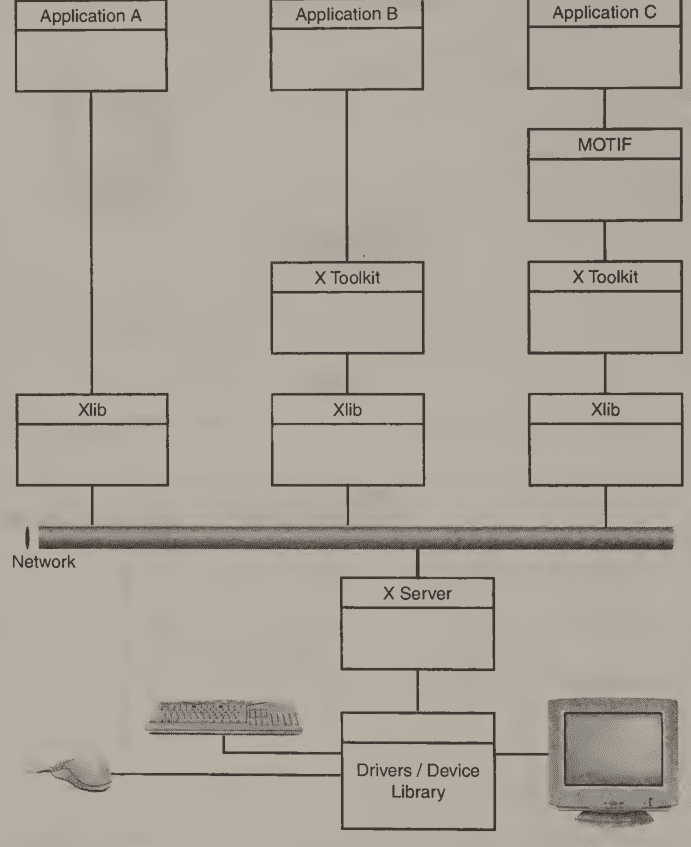 Application A
Application B
Application C
MOTIF
X Toolkit
X Toolkit
Xlib
Xlib
Xlib
Network
X Server
Drivers / Device
Library